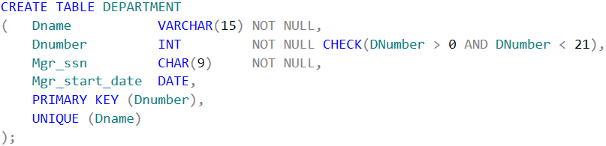 CREATE TABLE DEPARTMENT
( Dname VARCHAR(15) NOT NULL,
Dnumber INT NOT NULL CHECK(DNumber > 0 AND DNumber < 21),
Mgr_ssn CHAR(9) NOT NULL,
Mgr_start_date DATE,
PRIMARY KEY (Dnumber),
UNIQUE (Dname)
);